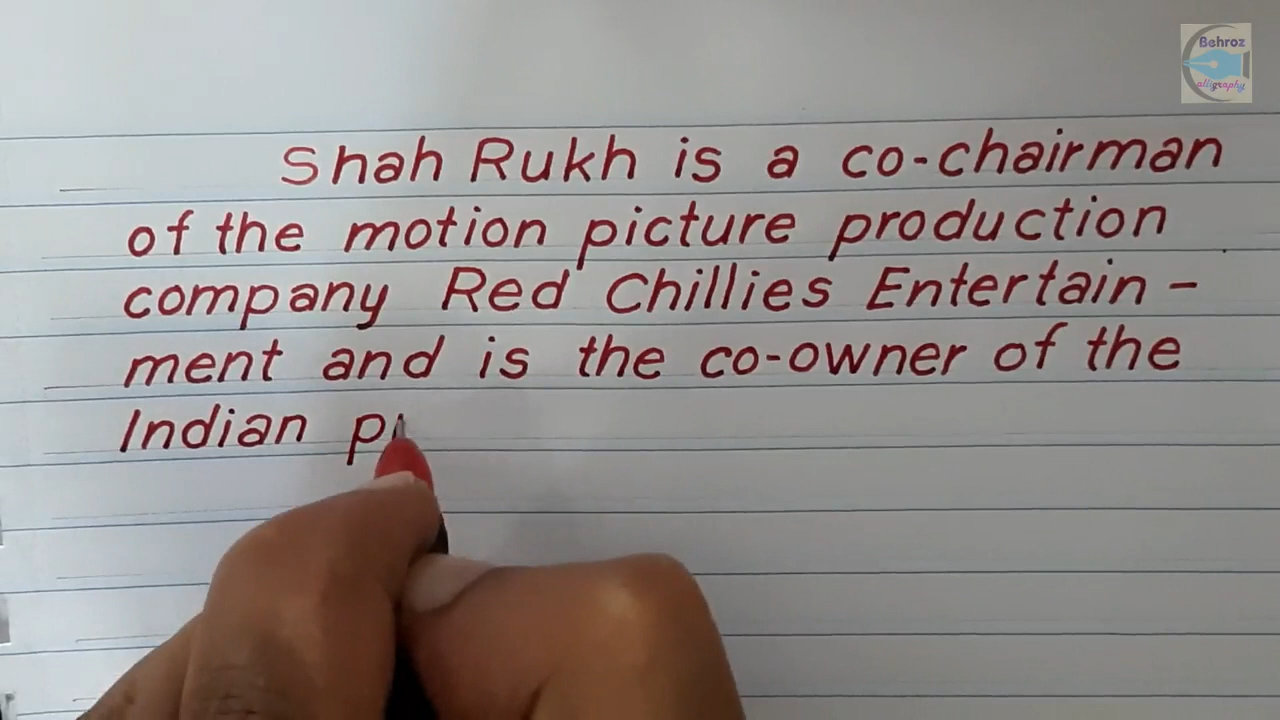 Behroz
alligraphy
Shah Rukh is a co-chairman
of the motion picture production
company Red Chillies Entertain-
ment and is the co-owner of the
Indian p